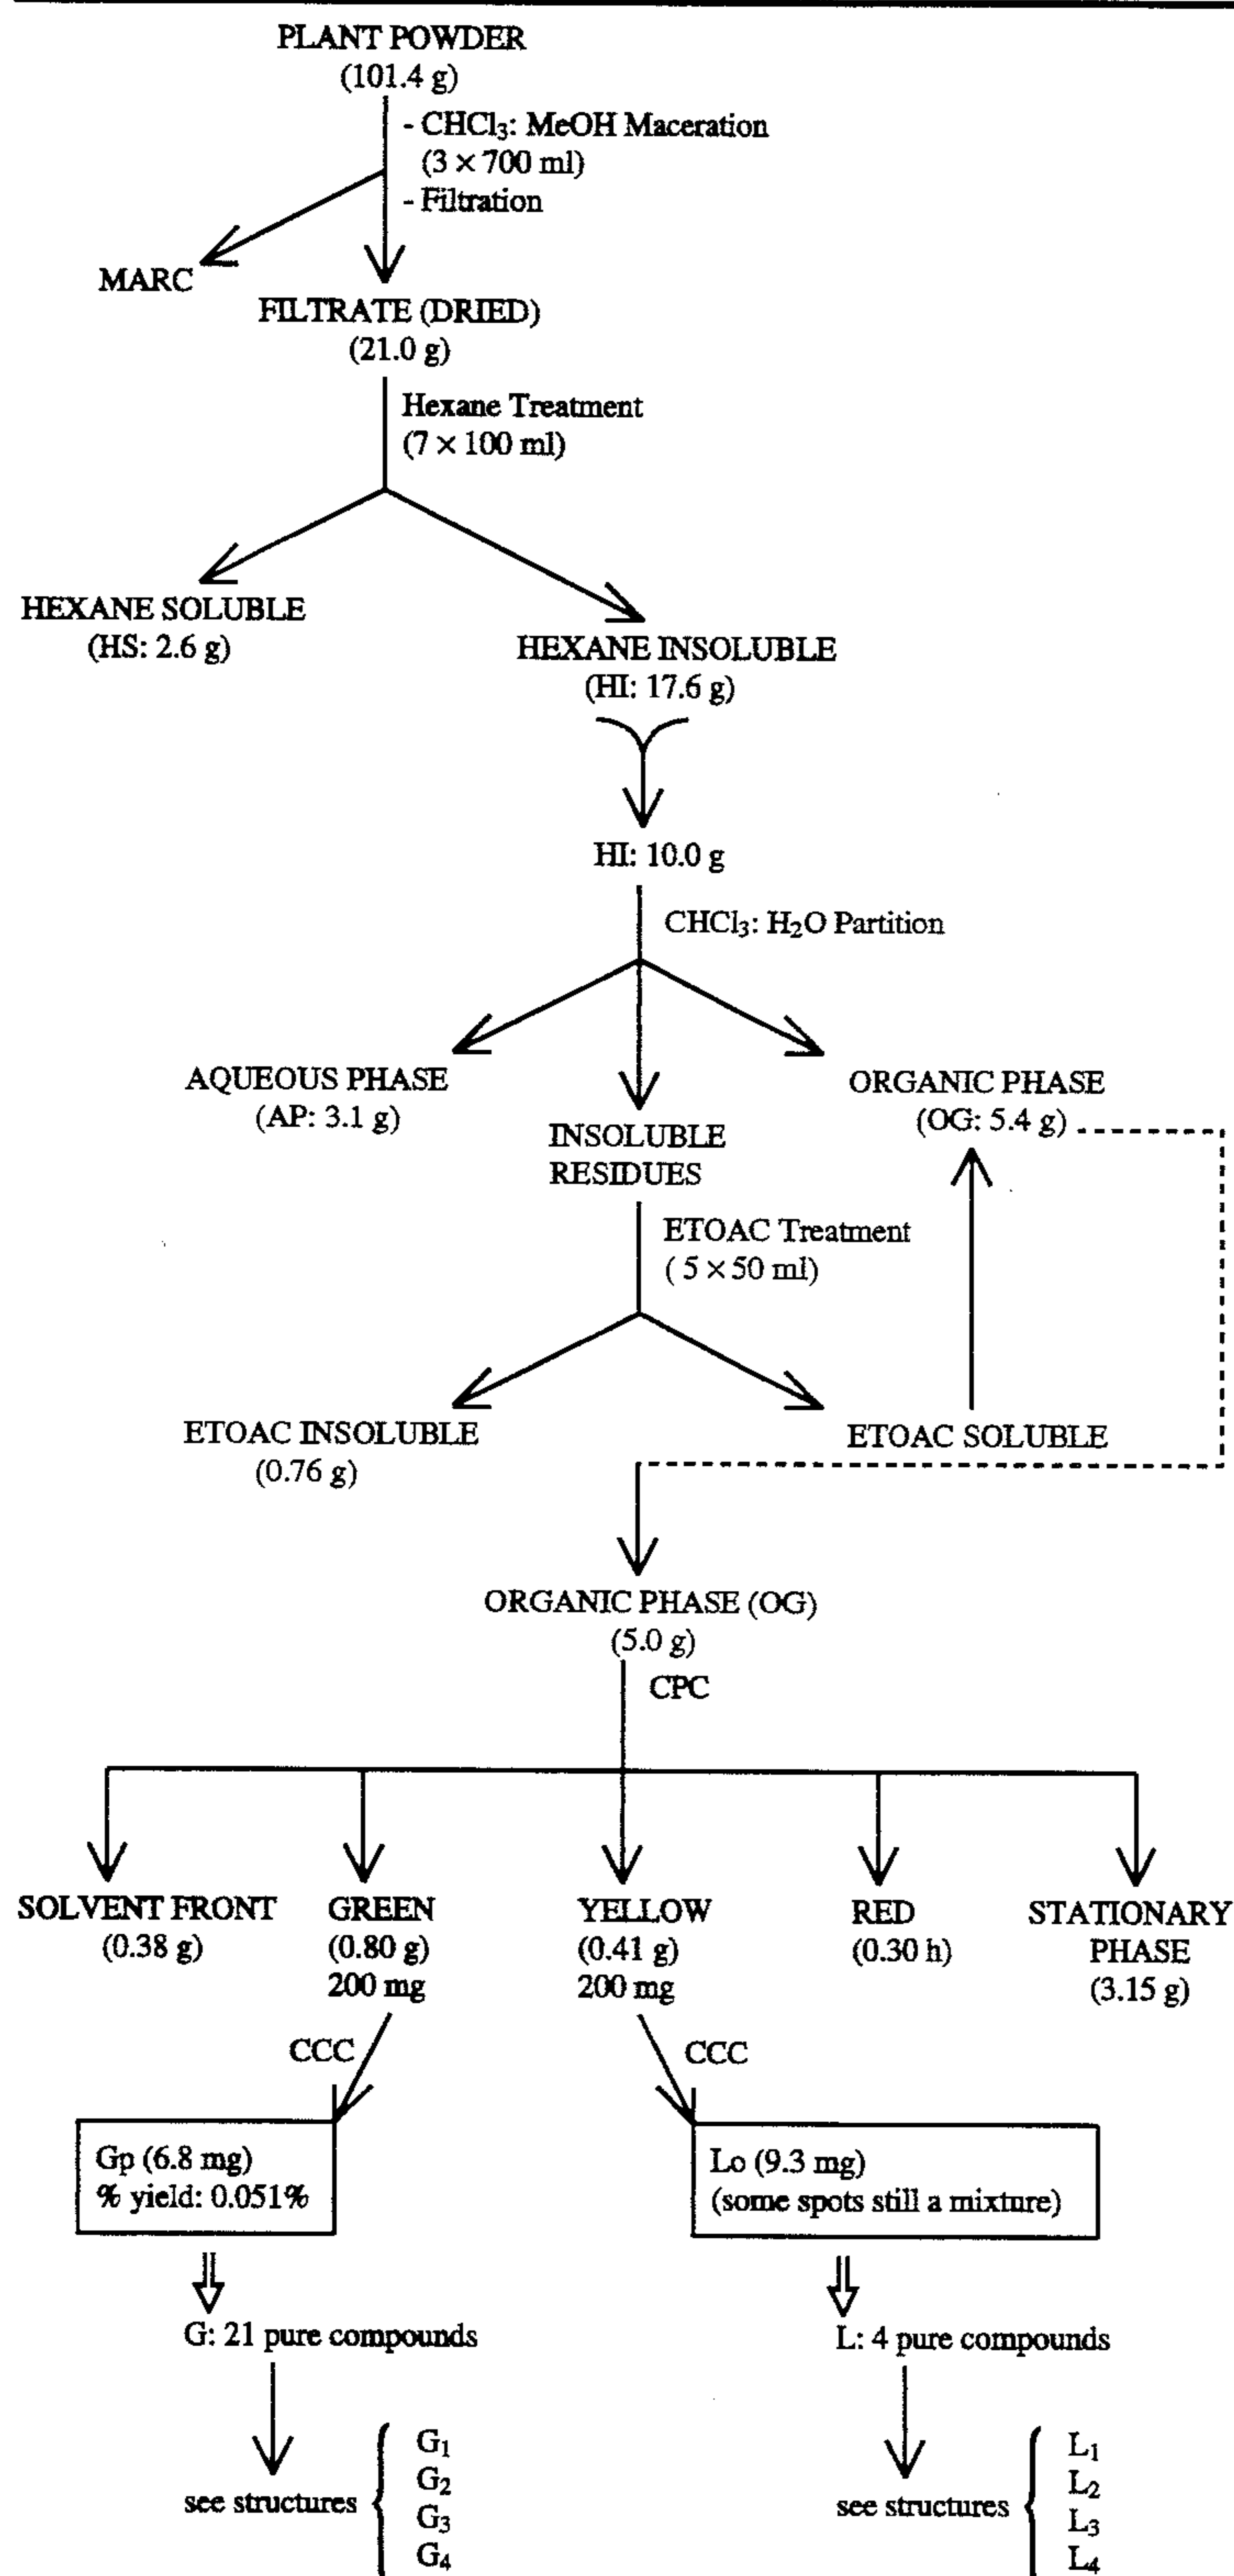 PLANT POWDER
(101.4 g)
- CHCl₃: MeOH Maceration
(3 × 700 ml)
- Filtration
MARC
FILTRATE (DRIED)
(21.0 g)
Hexane Treatment
(7 × 100 ml)
HEXANE SOLUBLE
(HS: 2.6 g)
HEXANE INSOLUBLE
(HI: 17.6 g)
HI: 10.0 g
CHCl₃: H₂O Partition
AQUEOUS PHASE
(AP: 3.1 g)
INSOLUBLE
RESIDUES
ORGANIC PHASE
(OG: 5.4 g)
ETOAC Treatment
( 5 × 50 ml)
ETOAC INSOLUBLE
(0.76 g)
ETOAC SOLUBLE
ORGANIC PHASE (OG)
(5.0 g)
CPC
SOLVENT FRONT
(0.38 g)
GREEN
(0.80 g)
200 mg
YELLOW
(0.41 g)
200 mg
RED
(0.30 h)
STATIONARY
PHASE
(3.15 g)
CCC
CCC
Gp (6.8 mg)
% yield: 0.051%
Lo (9.3 mg)
(some spots still a mixture)
G: 21 pure compounds
L: 4 pure compounds
see structures
G₁
G₂
G₃
G₄
see structures
L₁
L₂
L₃
L₄